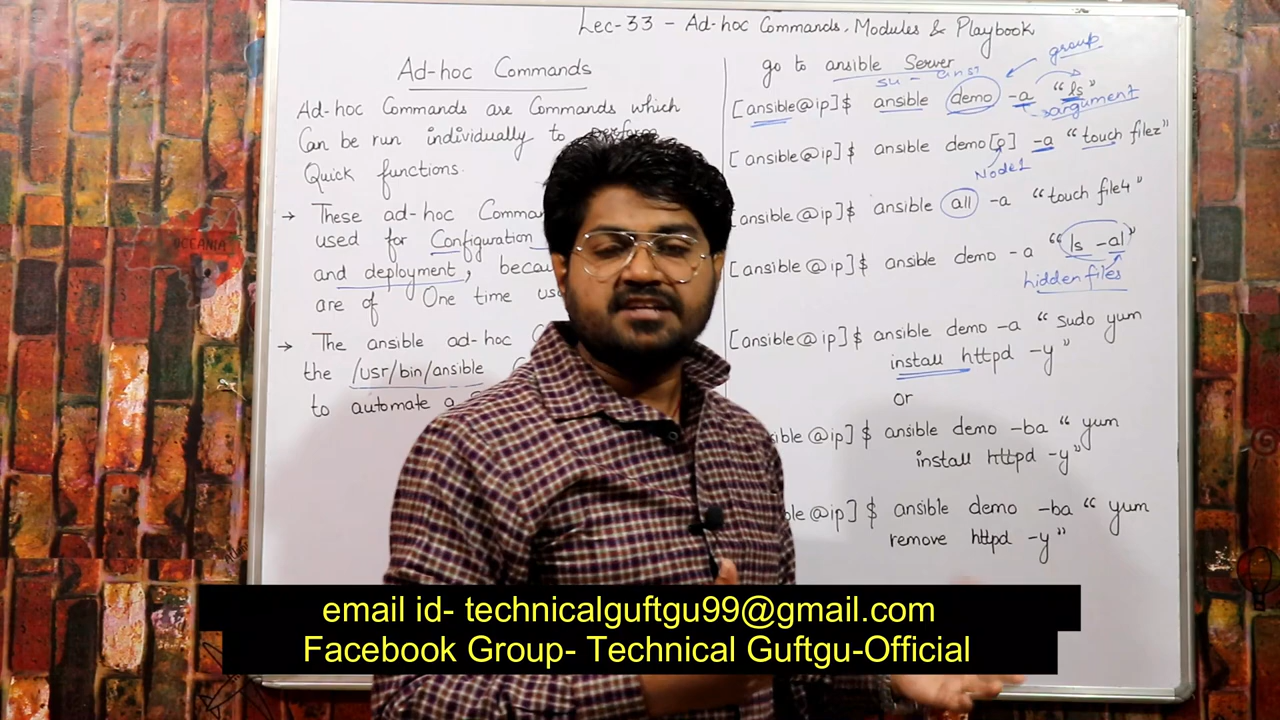 Lec-33 - Ad-hoc Commands, Modules & Playbook
Ad-hoc Commands
Ad-hoc Commands are Commands which
Can be run individually to perform
Quick functions.
→ These ad-hoc
used for Configuration
and deployment,
are of One time
→ The ansible ad-hoc
the /usr/bin/ansible
to automate a
go to ansible Server
su -
group
[ansible@ip]$ ansible demo -a "ls"
argument
[ansible@ip]$ ansible demo[0] -a "touch filez"
Node1
ansible@ip]$ ansible all -a "touch file4"
[ansible@ip]$ ansible demo -a "ls -al"
hidden files
[ansible@ip]$ ansible demo -a "sudo yum
install httpd -y"
or
@ip]$ ansible demo -ba "yum
install httpd -y"
@ip]$ ansible demo -ba "yum
remove httpd -y"
OCEANIA
email id- technicalguftgu99@gmail.com
Facebook Group- Technical Guftgu-Official